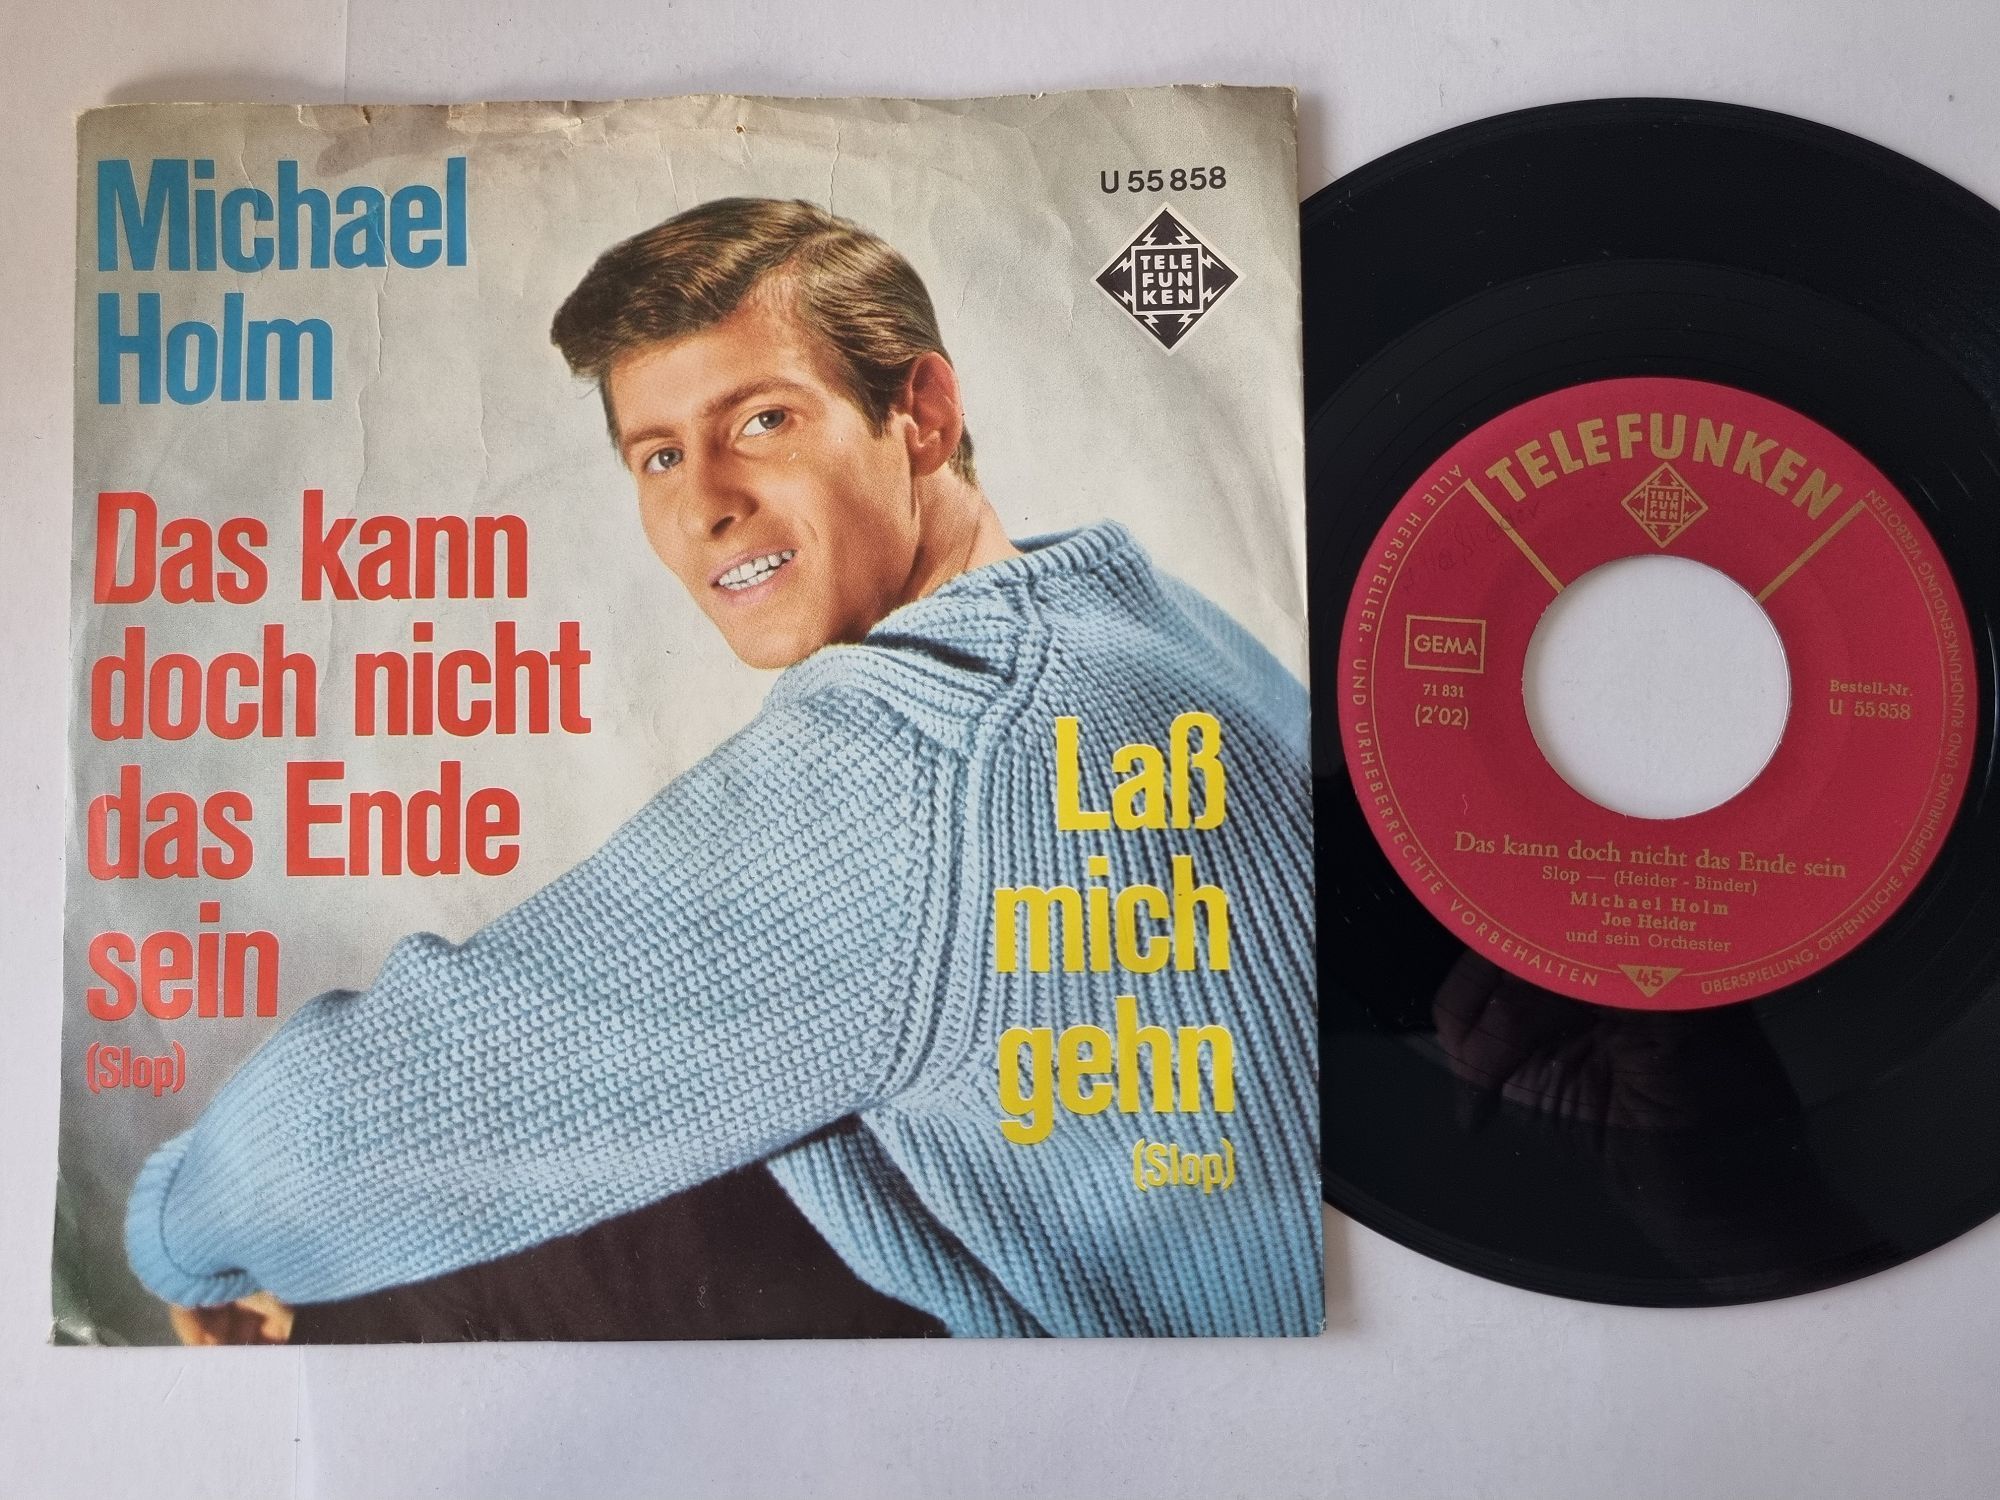 Michael
Holm
Das kann
doch nicht
das Ende
sein
(Slop)
U 55 858
TELE
FUN
KEN
Laß
mich
gehn
(Slop)
TELEFUNKEN
TELE
FUN
KEN
ALLE HERSTELLER- UND URHEBERRECHTE VORBEHALTEN
ÜBERSPIELUNG, ÖFFENTLICHE AUFFÜHRUNG UND RUNDFUNKSENDUNG VERBOTEN
GEMA
71 831
(2'02)
Bestell-Nr.
U 55858
Das kann doch nicht das Ende sein
Slop — (Heider - Binder)
Michael Holm
Joe Heider
und sein Orchester
45